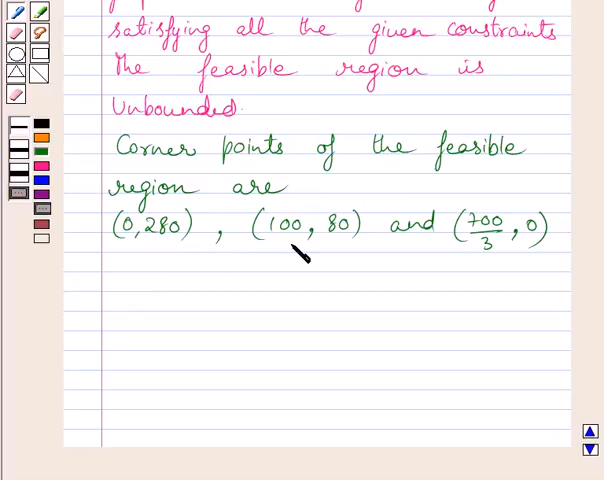 satisfying all the given constraints
The feasible region is
Unbounded.
Corner points of the feasible
region are
(0,280) , (100, 80) and (700/3, 0)